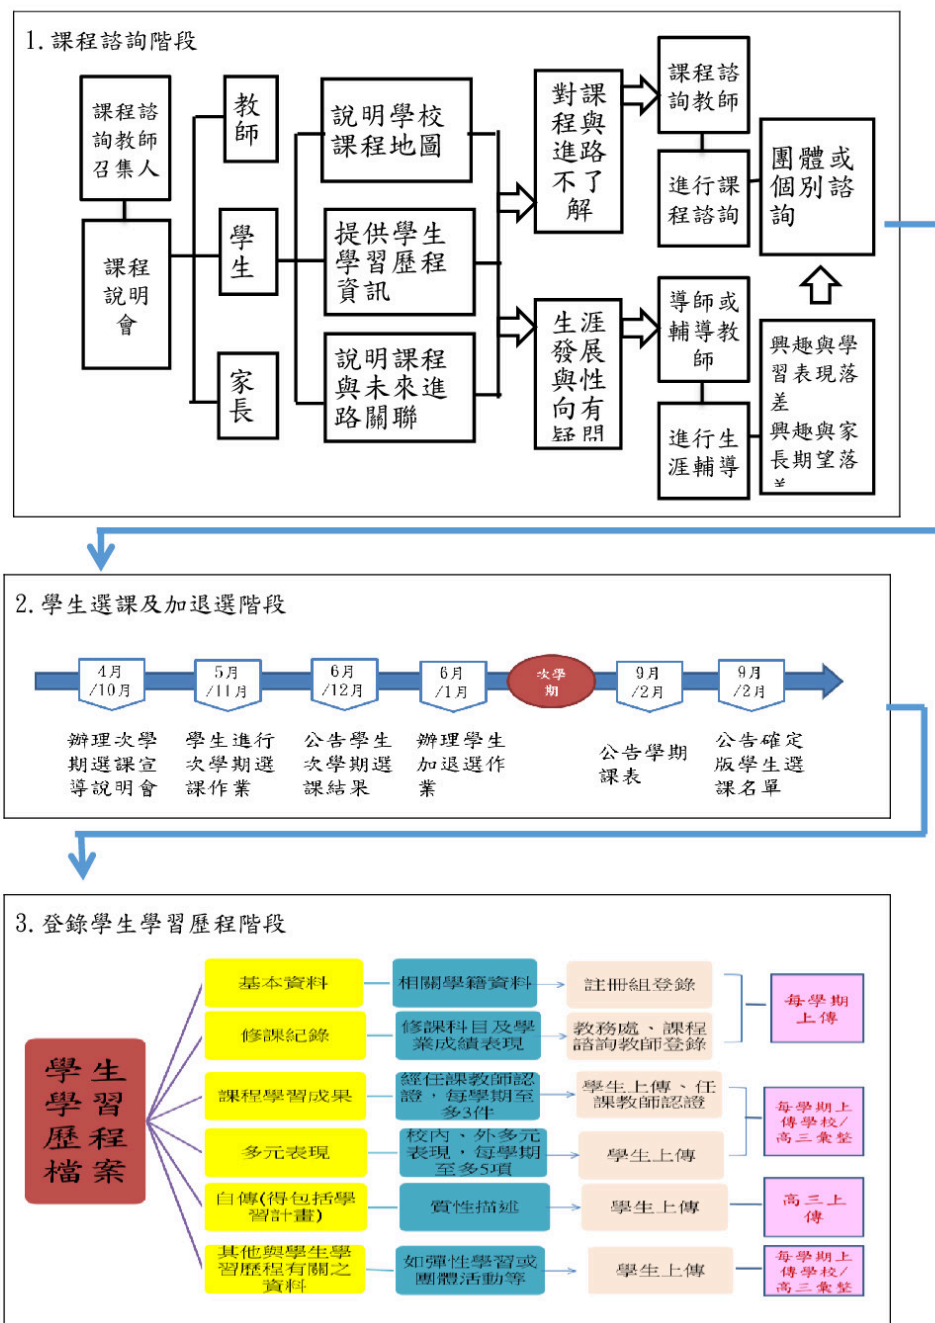 1. 課程諮詢階段
課程諮
詢教師
召集人
課程
說明
會
教
師
學
生
家
長
說明學校
課程地圖
提供學生
學習歷程
資訊
說明課程
與未來進
路關聯
對課
程與
進路
不了
解
生涯
發展
與性
向有
疑問
課程諮
詢教師
進行課
程諮詢
導師或
輔導教
師
進行生
涯輔導
團體或
個別諮
詢
興趣與學
習表現落
差
興趣與家
長期望落
差
2. 學生選課及加退選階段
4月
/10月
5月
/11月
6月
/12月
6月
/1月
次學
期
9月
/2月
9月
/2月
辦理次學
期選課宣
導說明會
學生進行
次學期選
課作業
公告學生
次學期選
課結果
辦理學生
加退選作
業
公告學期
課表
公告確定
版學生選
課名單
3. 登錄學生學習歷程階段
學生
學習
歷程
檔案
基本資料
相關學籍資料
註冊組登錄
修課紀錄
修課科目及學
業成績表現
教務處、課程
諮詢教師登錄
每學期
上傳
課程學習成果
經任課教師認
證，每學期至
多3件
學生上傳、任
課教師認證
多元表現
校內、外多元
表現，每學期
至多5項
學生上傳
每學期上
傳學校/
高三彙整
自傳(得包括學
習計畫)
質性描述
學生上傳
高三上
傳
其他與學生學
習歷程有關之
資料
如彈性學習或
團體活動等
學生上傳
每學期上
傳學校/
高三彙整